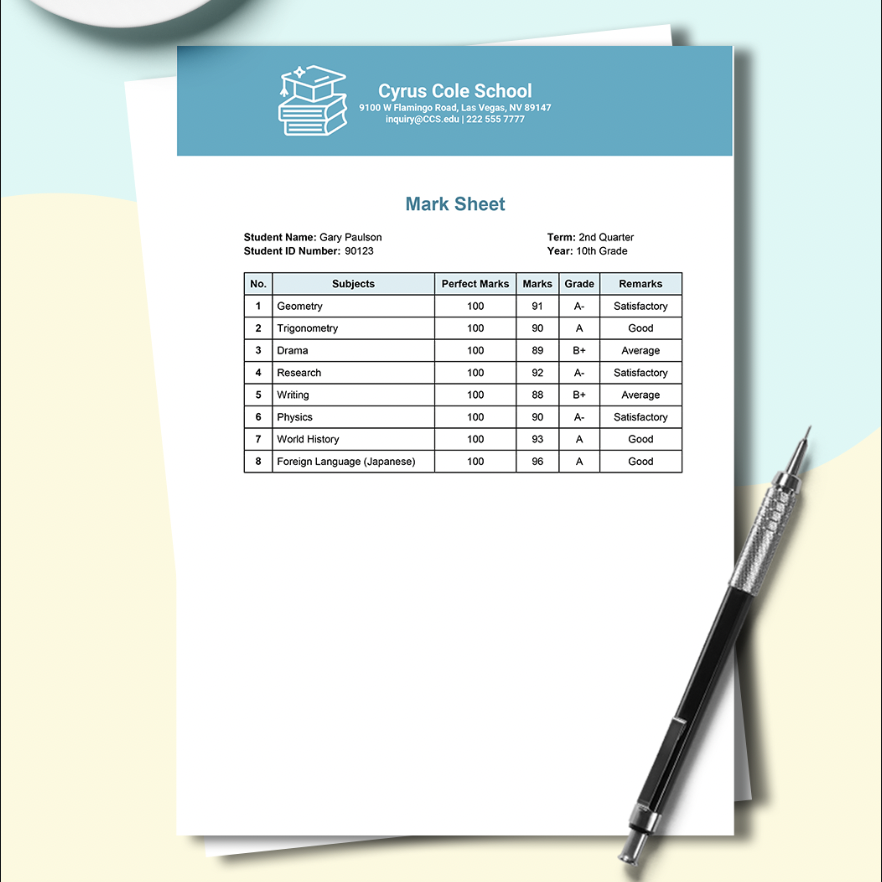 Cyrus Cole School
9100 W Flamingo Road, Las Vegas, NV 89147
inquiry@CCS.edu | 222 555 7777
Mark Sheet
Student Name: Gary Paulson Term: 2nd Quarter
Student ID Number: 90123 Year: 10th Grade
No. Subjects Perfect Marks Marks Grade Remarks
1 Geometry 100 91 A- Satisfactory
2 Trigonometry 100 90 A Good
3 Drama 100 89 B+ Average
4 Research 100 92 A- Satisfactory
5 Writing 100 88 B+ Average
6 Physics 100 90 A- Satisfactory
7 World History 100 93 A Good
8 Foreign Language (Japanese) 100 96 A Good